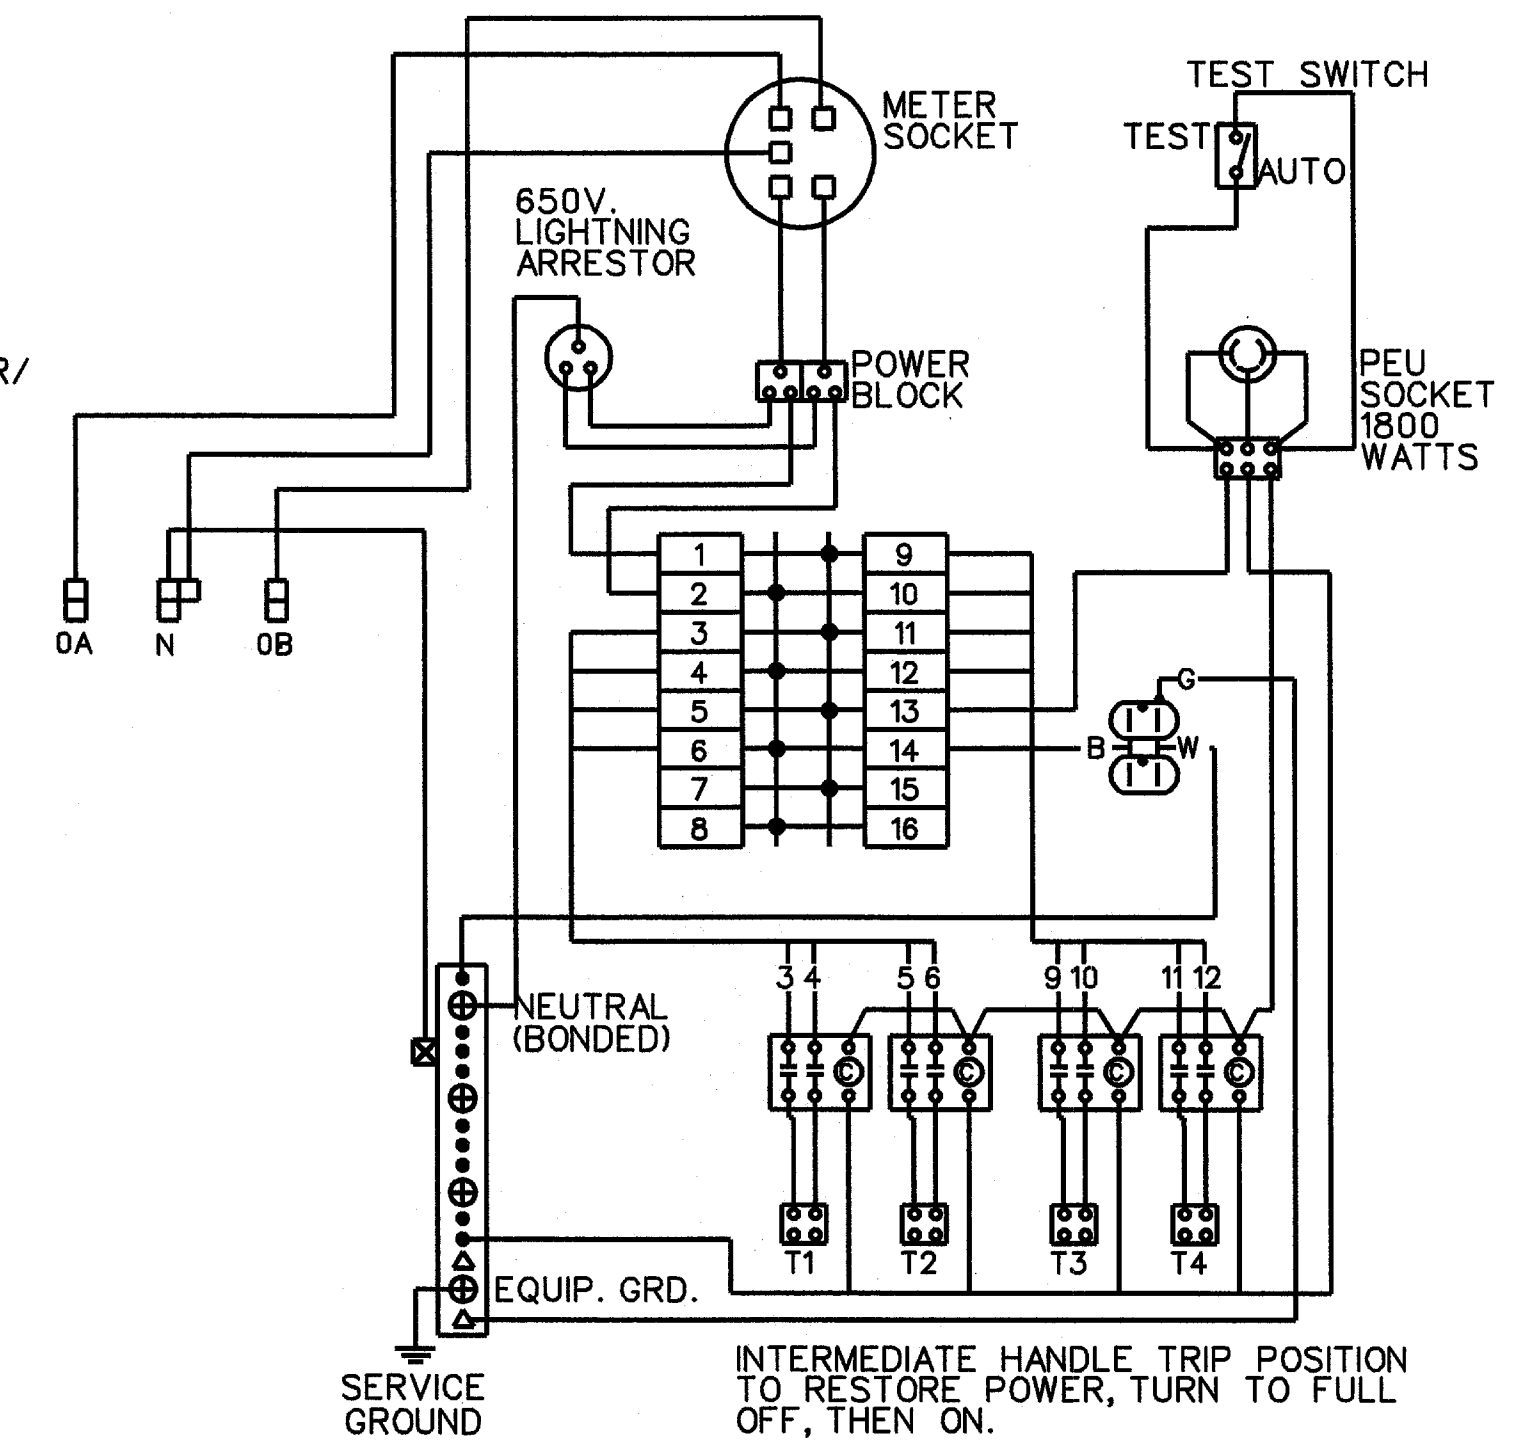 TEST SWITCH
METER
SOCKET
TEST
AUTO
650V.
LIGHTNING
ARRESTOR
R/
POWER
BLOCK
PEU
SOCKET
1800
WATTS
1 9
2 10
3 11
4 12
5 13
6 14
7 15
8 16
0A N 0B
G
B W
3 4 5 6 9 10 11 12
NEUTRAL
(BONDED)
C C C C
T1 T2 T3 T4
EQUIP. GRD.
SERVICE
GROUND
INTERMEDIATE HANDLE TRIP POSITION
TO RESTORE POWER, TURN TO FULL
OFF, THEN ON.